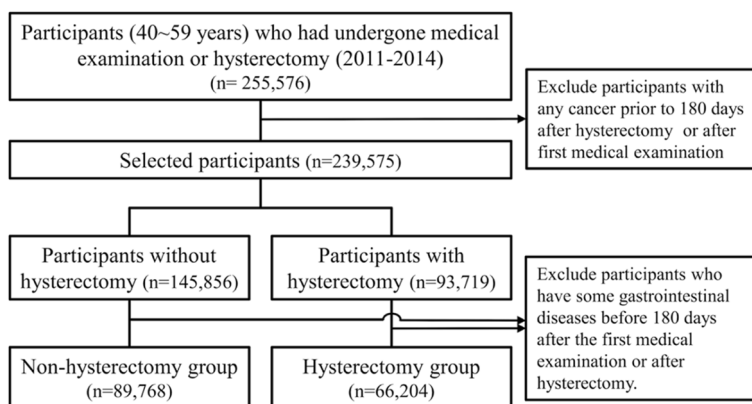 Participants (40~59 years) who had undergone medical
examination or hysterectomy (2011-2014)
(n= 255,576)
Exclude participants with
any cancer prior to 180 days
after hysterectomy or after
first medical examination
Selected participants (n=239,575)
Participants without
hysterectomy (n=145,856)
Participants with
hysterectomy (n=93,719)
Exclude participants who
have some gastrointestinal
diseases before 180 days
after the first medical
examination or after
hysterectomy.
Non-hysterectomy group
(n=89,768)
Hysterectomy group
(n=66,204)